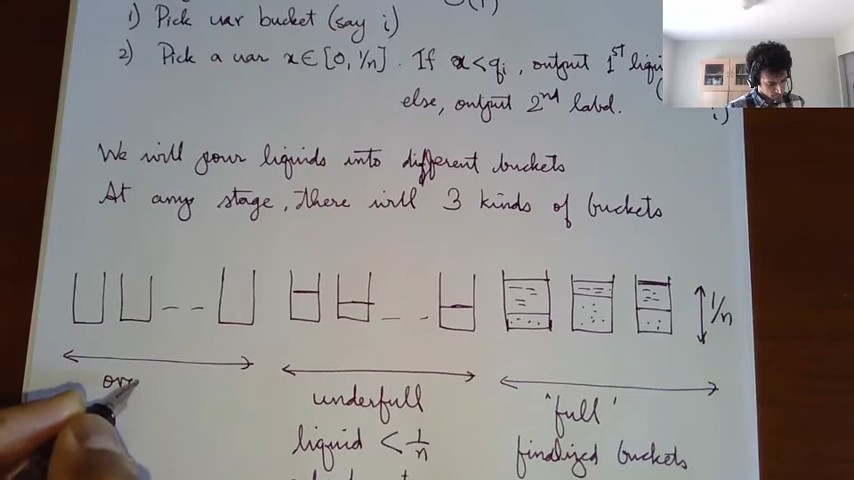 1) Pick uar bucket (say i)
2) Pick a uar x ∈ [0, 1/n]. If x < q_i, output 1st
else, output 2nd label.
We will pour liquids into different buckets
At any stage, there will 3 kinds of buckets
1/n
underfull
"full"
liquid < 1/n
finalized buckets